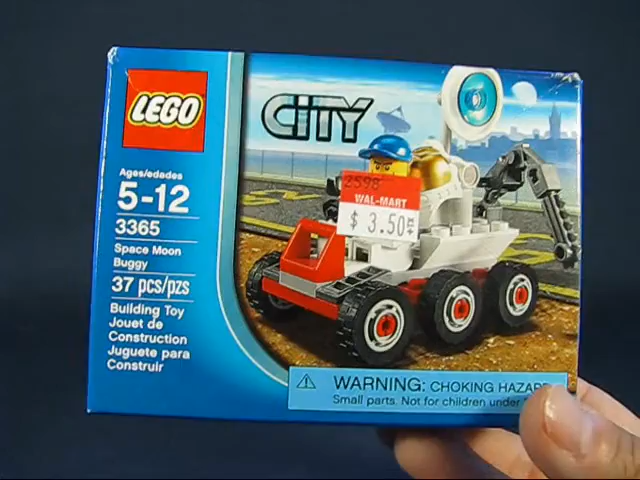 LEGO
CITY
Ages/edades
5-12
3365
Space Moon
Buggy
37 pcs/pzs
Building Toy
Jouet de
Construction
Juguete para
Construir
2598
WAL-MART
$ 3.50
WARNING: CHOKING HAZARD
Small parts. Not for children under